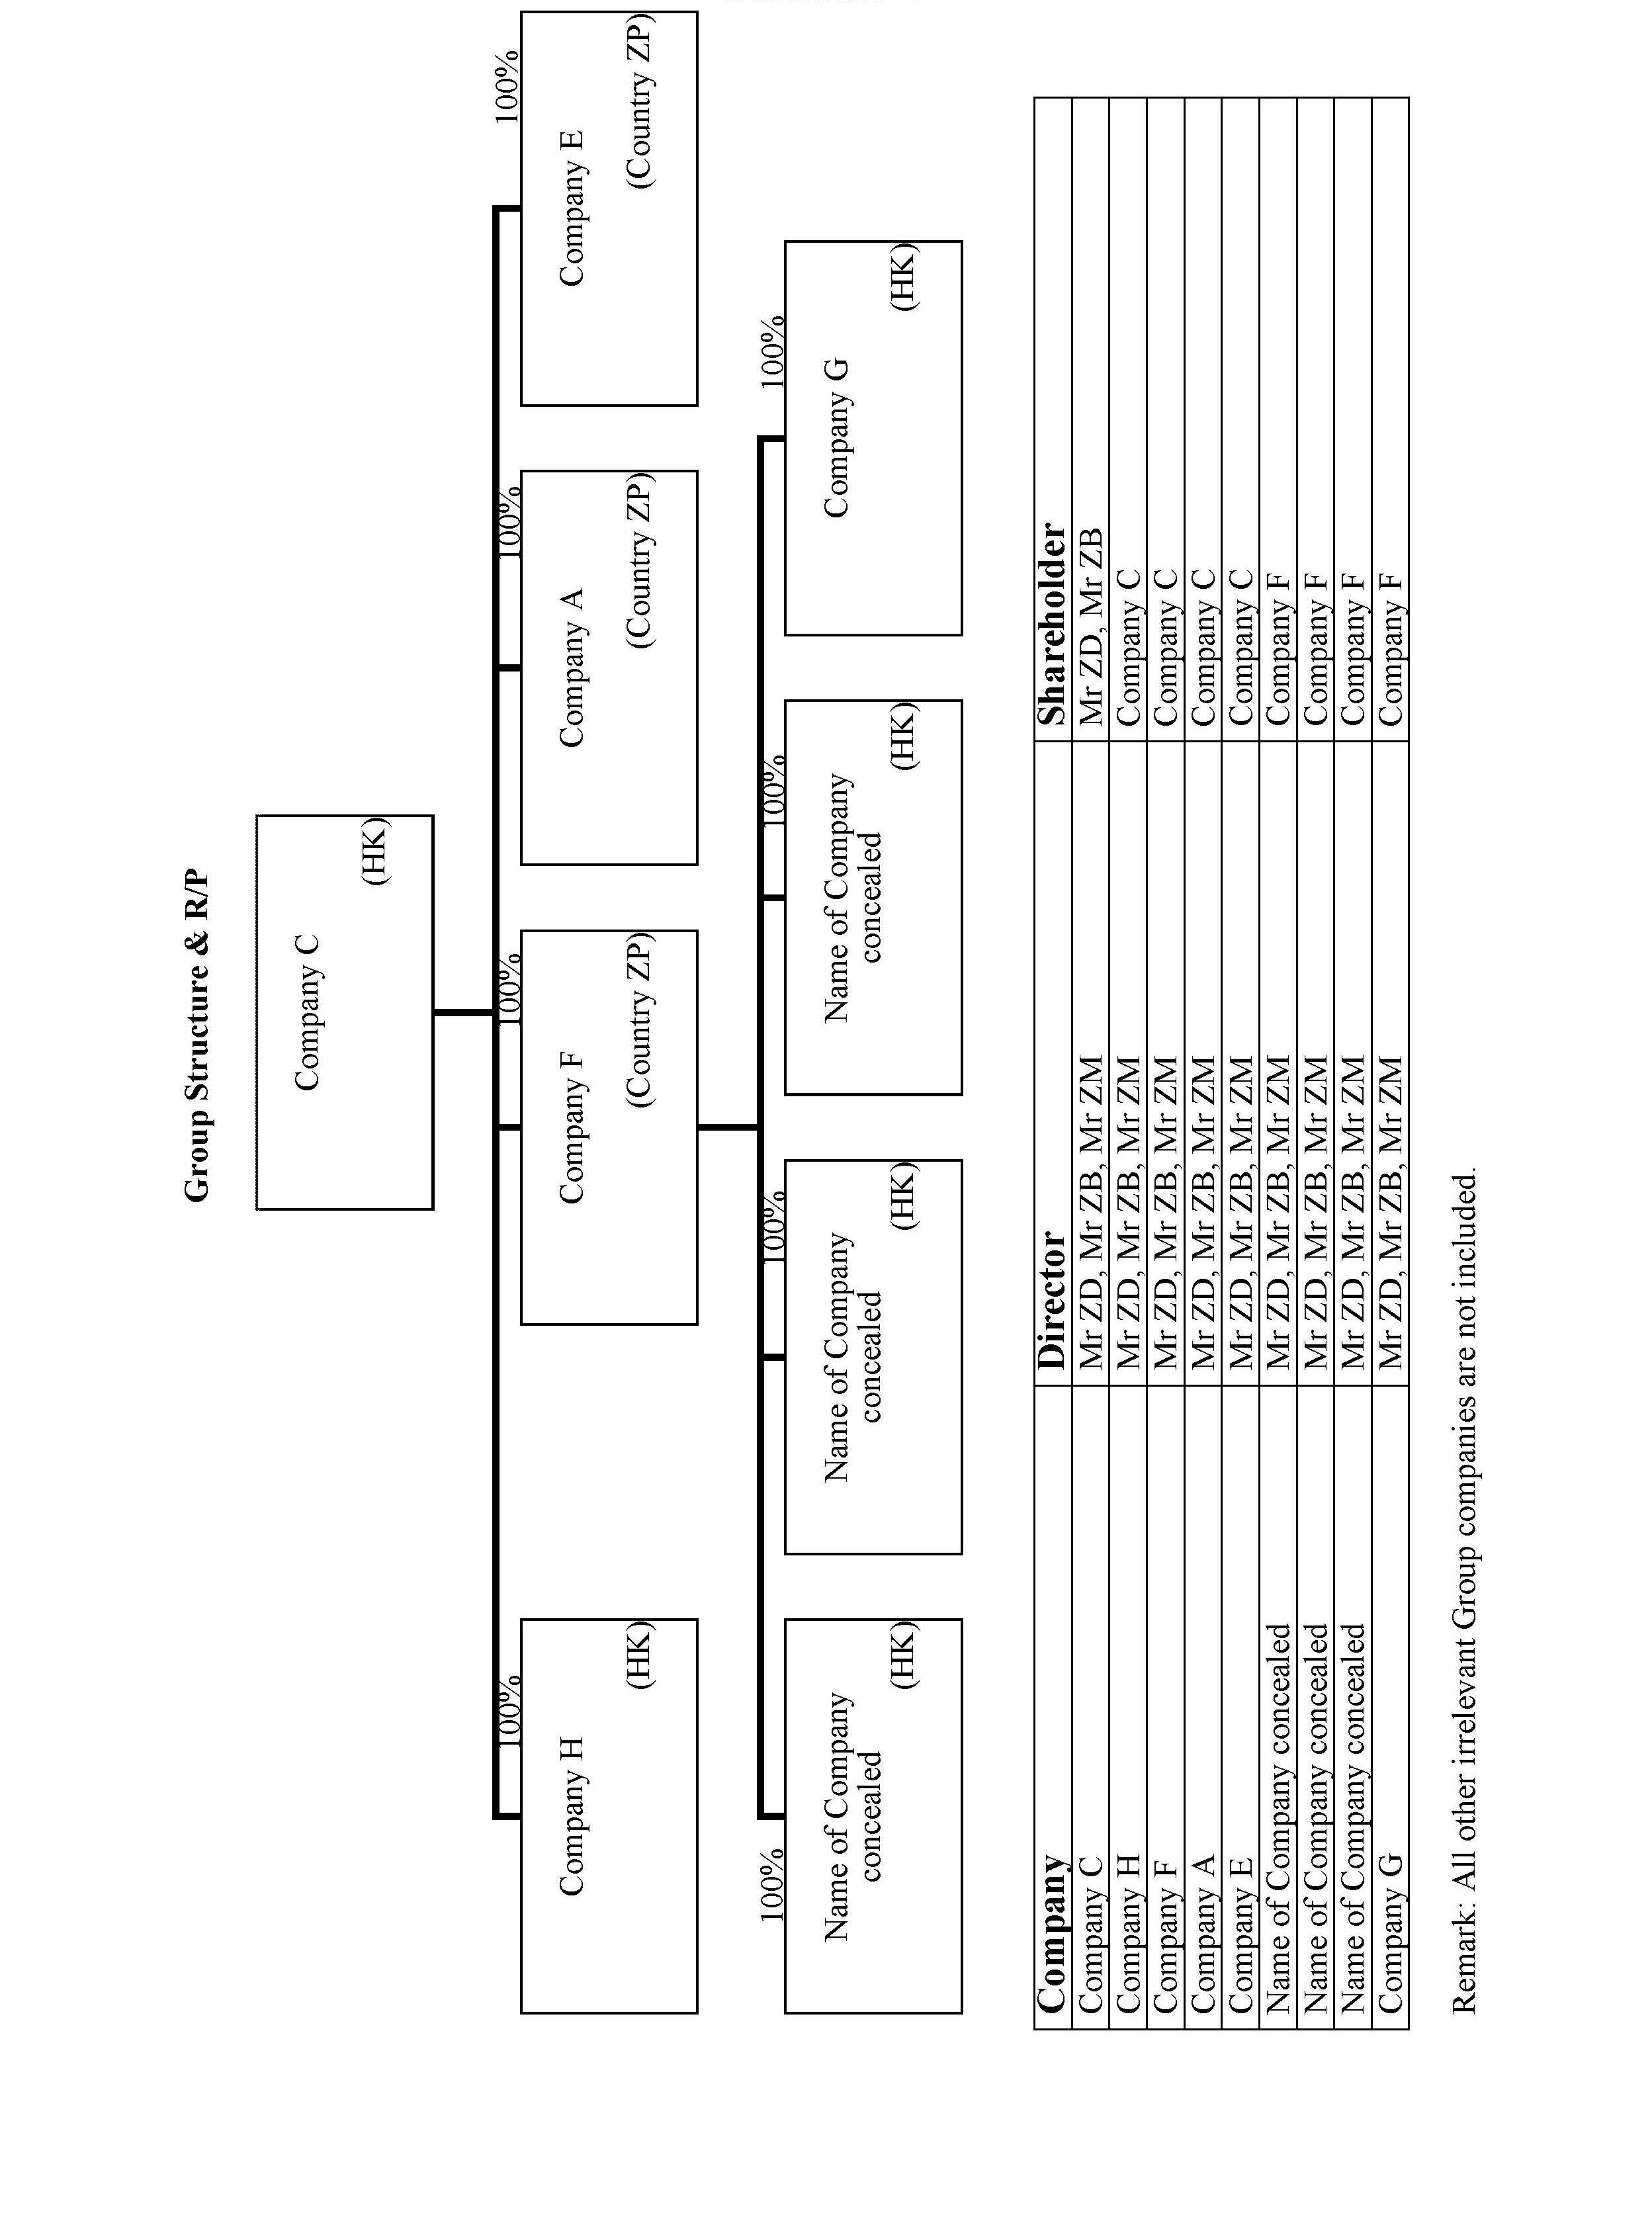 Group Structure & R/P
Company C
(HK)
100%
100%
100%
100%
Company H
(HK)
Company F
(Country ZP)
Company A
(Country ZP)
Company E
(Country ZP)
100%
100%
100%
100%
Name of Company
concealed
(HK)
Name of Company
concealed
(HK)
Name of Company
concealed
(HK)
Company G
(HK)
Company Director Shareholder
Company C Mr ZD, Mr ZB, Mr ZM Mr ZD, Mr ZB
Company H Mr ZD, Mr ZB, Mr ZM Company C
Company F Mr ZD, Mr ZB, Mr ZM Company C
Company A Mr ZD, Mr ZB, Mr ZM Company C
Company E Mr ZD, Mr ZB, Mr ZM Company C
Name of Company concealed Mr ZD, Mr ZB, Mr ZM Company F
Name of Company concealed Mr ZD, Mr ZB, Mr ZM Company F
Name of Company concealed Mr ZD, Mr ZB, Mr ZM Company F
Company G Mr ZD, Mr ZB, Mr ZM Company F
Remark: All other irrelevant Group companies are not included.